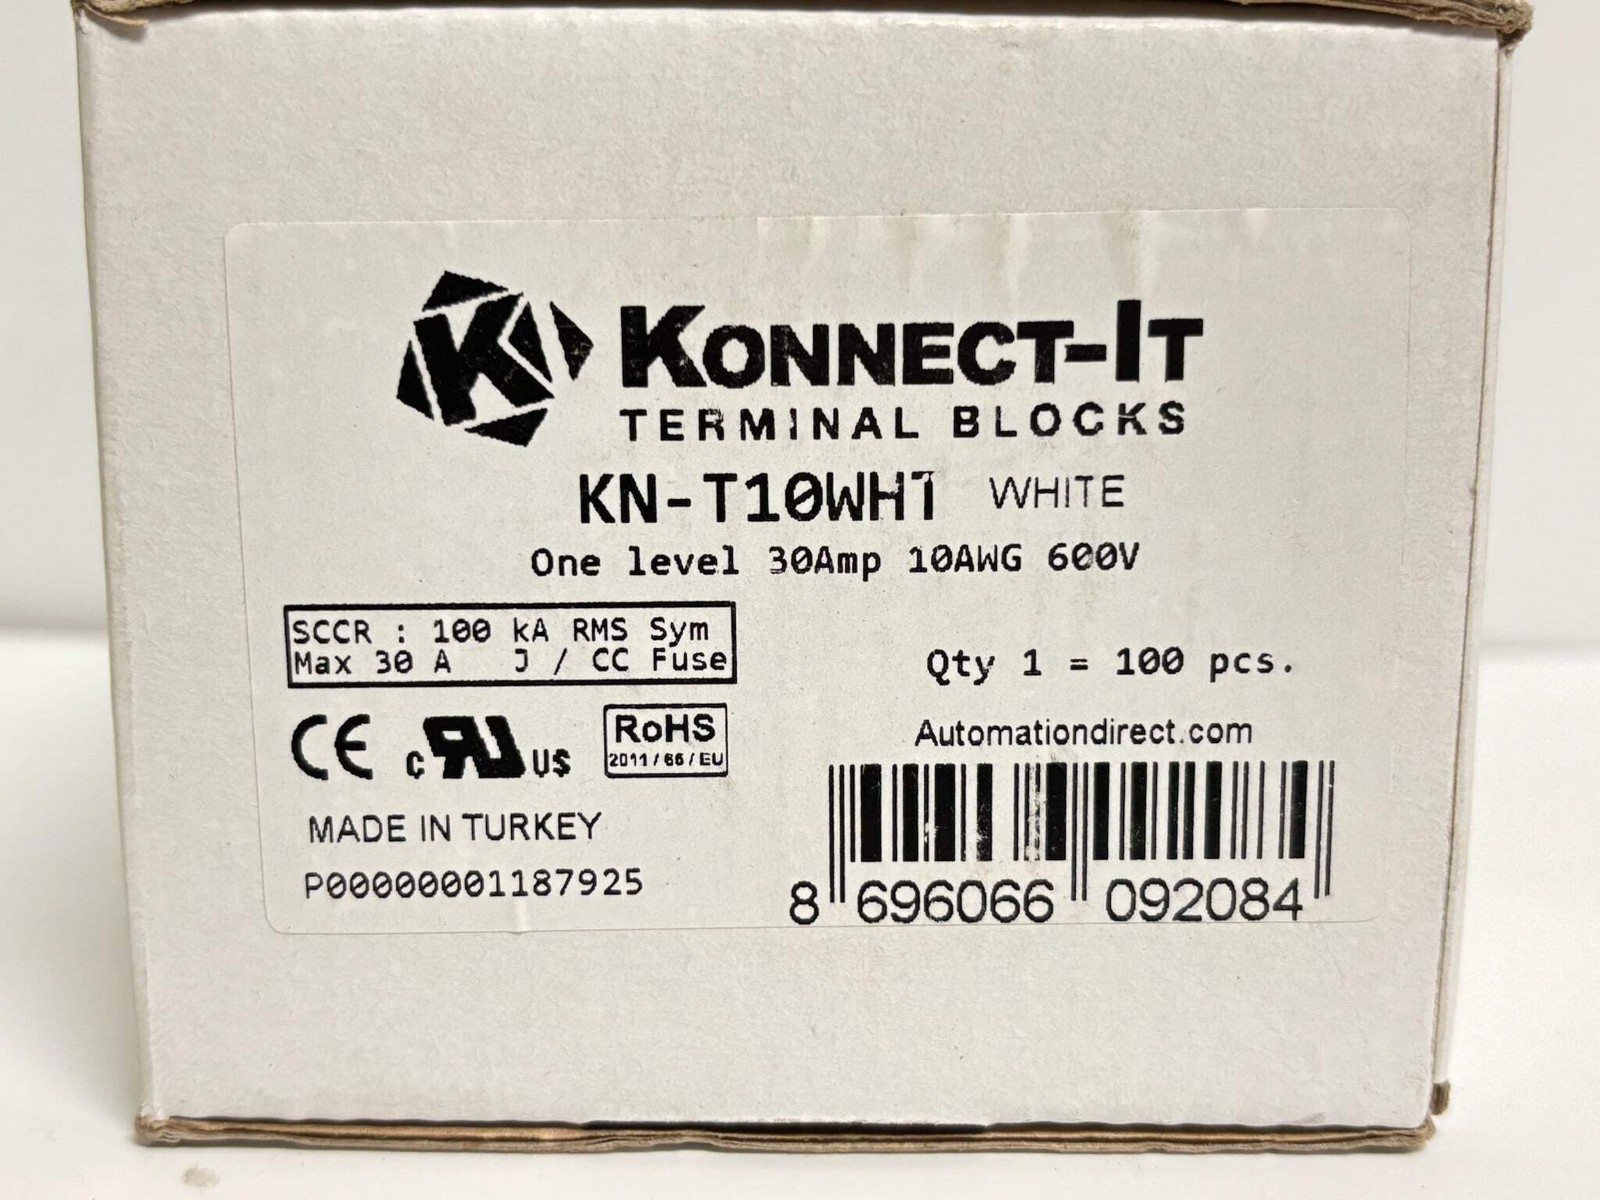 K KONNECT-IT
TERMINAL BLOCKS
KN-T10WHT WHITE
One level 30Amp 10AWG 600V
SCCR : 100 kA RMS Sym
Max 30 A J / CC Fuse
Qty 1 = 100 pcs.
CE c RU US
RoHS
2011/65/EU
Automationdirect.com
MADE IN TURKEY
P00000001187925
8 696066 092084